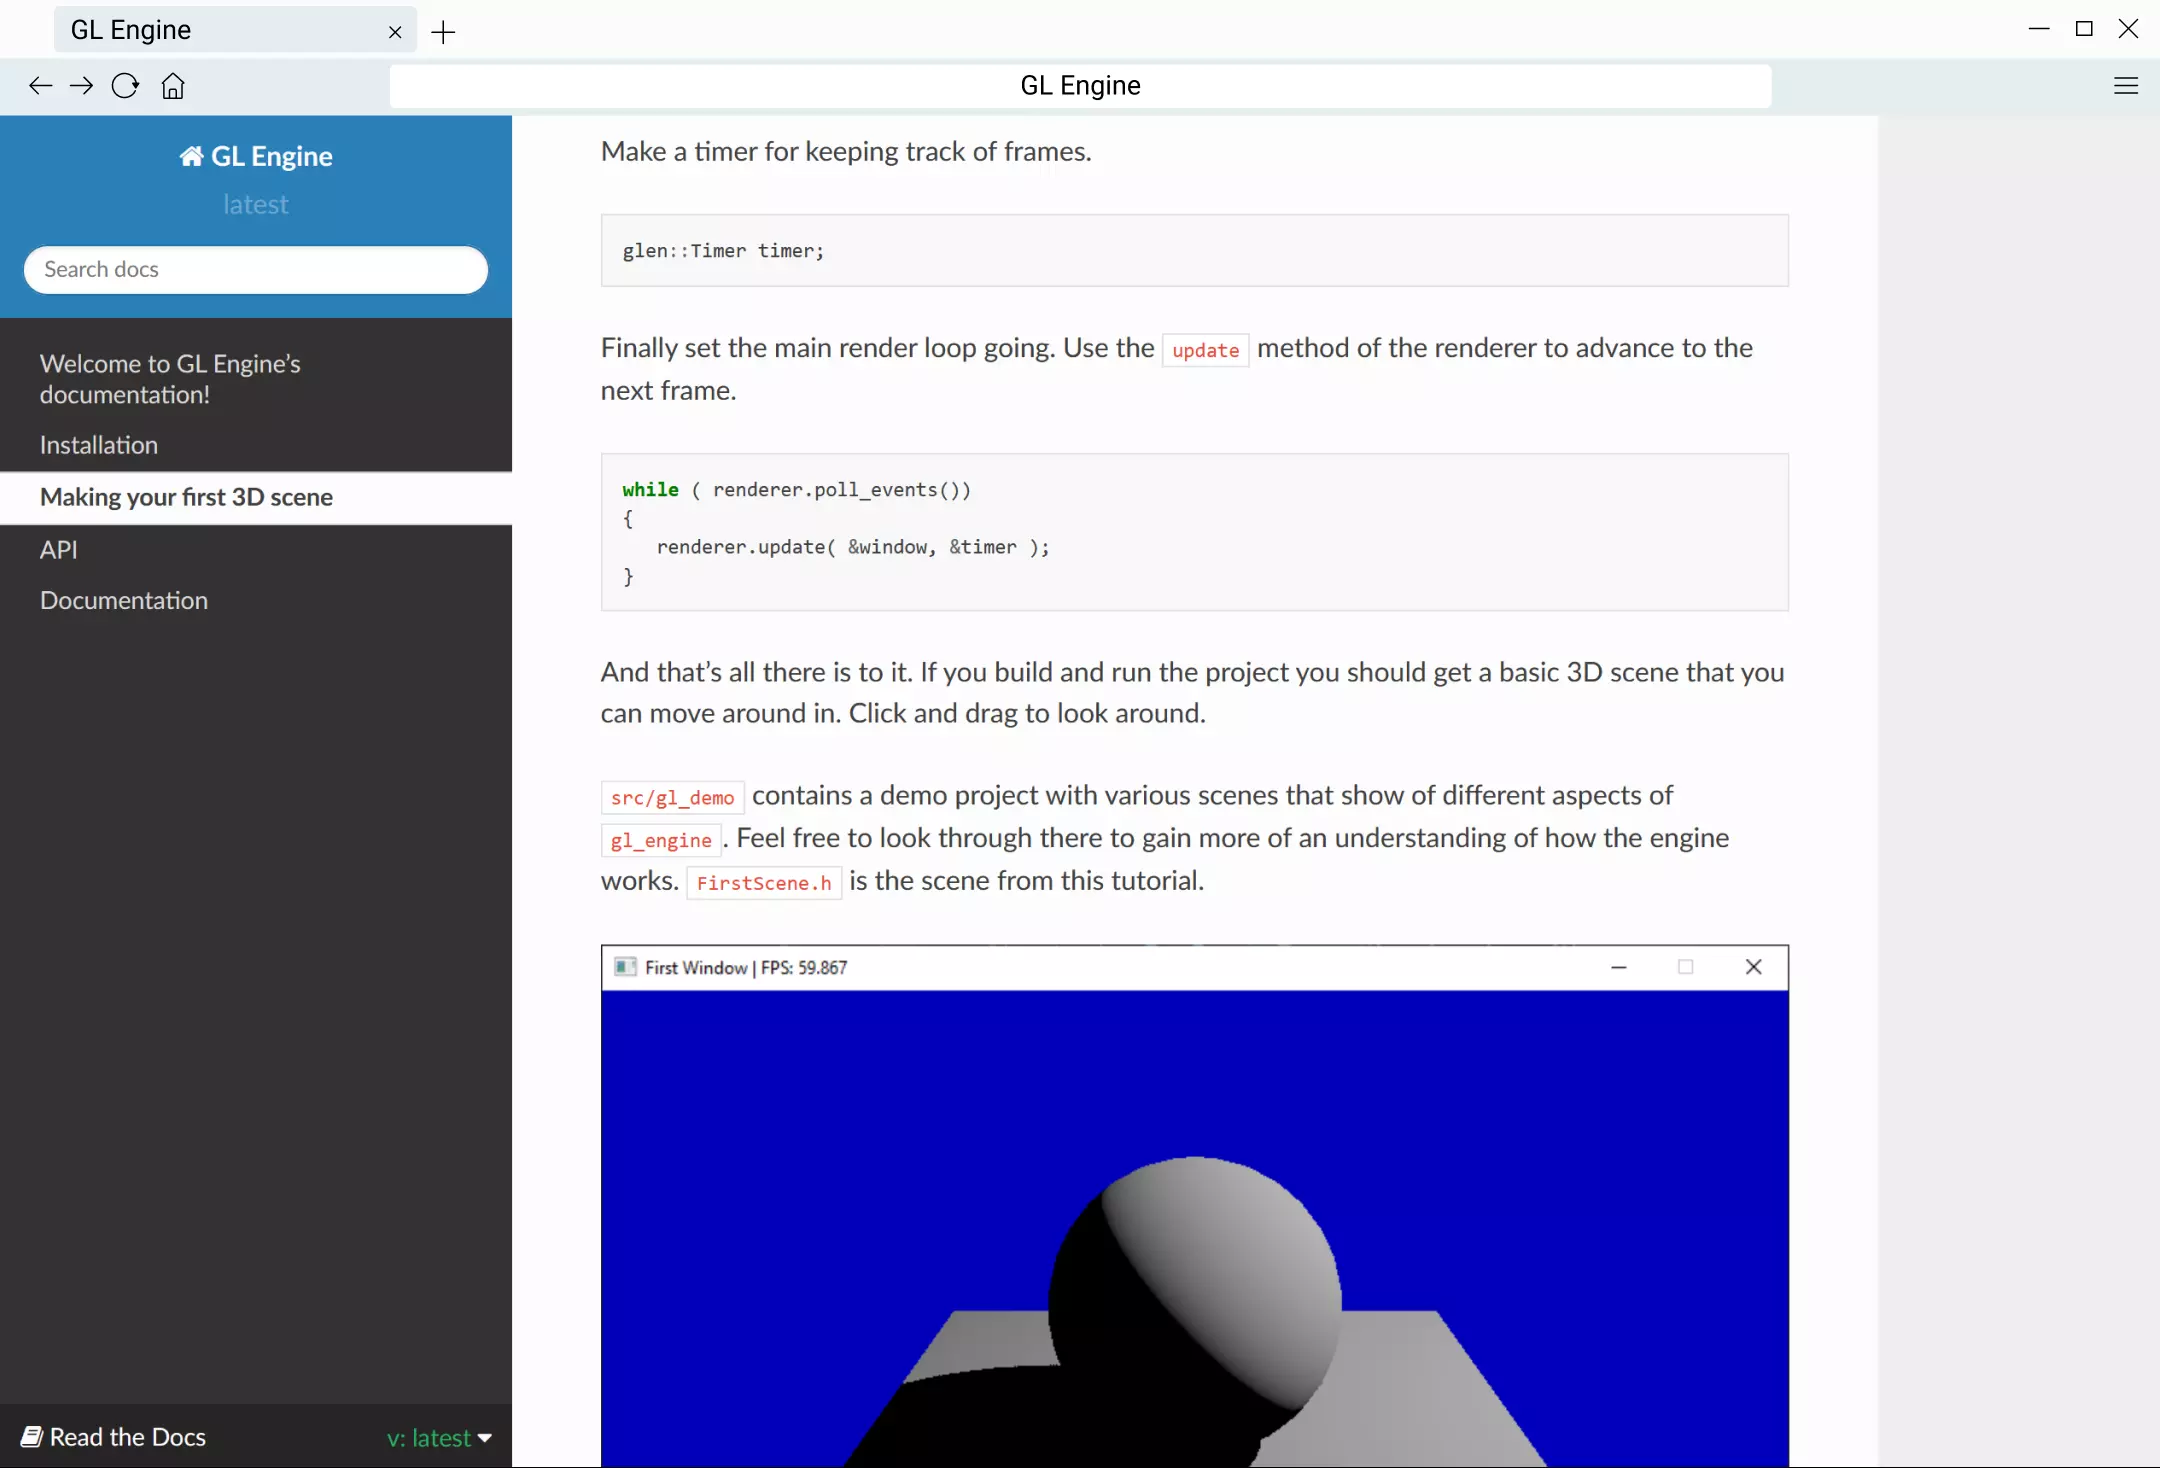 GL Engine
GL Engine
GL Engine
latest
Search docs
Welcome to GL Engine's
documentation!
Installation
Making your first 3D scene
API
Documentation
Read the Docs
v: latest
Make a timer for keeping track of frames.
glen::Timer timer;
Finally set the main render loop going. Use the update method of the renderer to advance to the
next frame.
while ( renderer.poll_events())
{
   renderer.update( &window, &timer );
}
And that's all there is to it. If you build and run the project you should get a basic 3D scene that you
can move around in. Click and drag to look around.
src/gl_demo contains a demo project with various scenes that show of different aspects of
gl_engine . Feel free to look through there to gain more of an understanding of how the engine
works. FirstScene.h is the scene from this tutorial.
First Window | FPS: 59.867